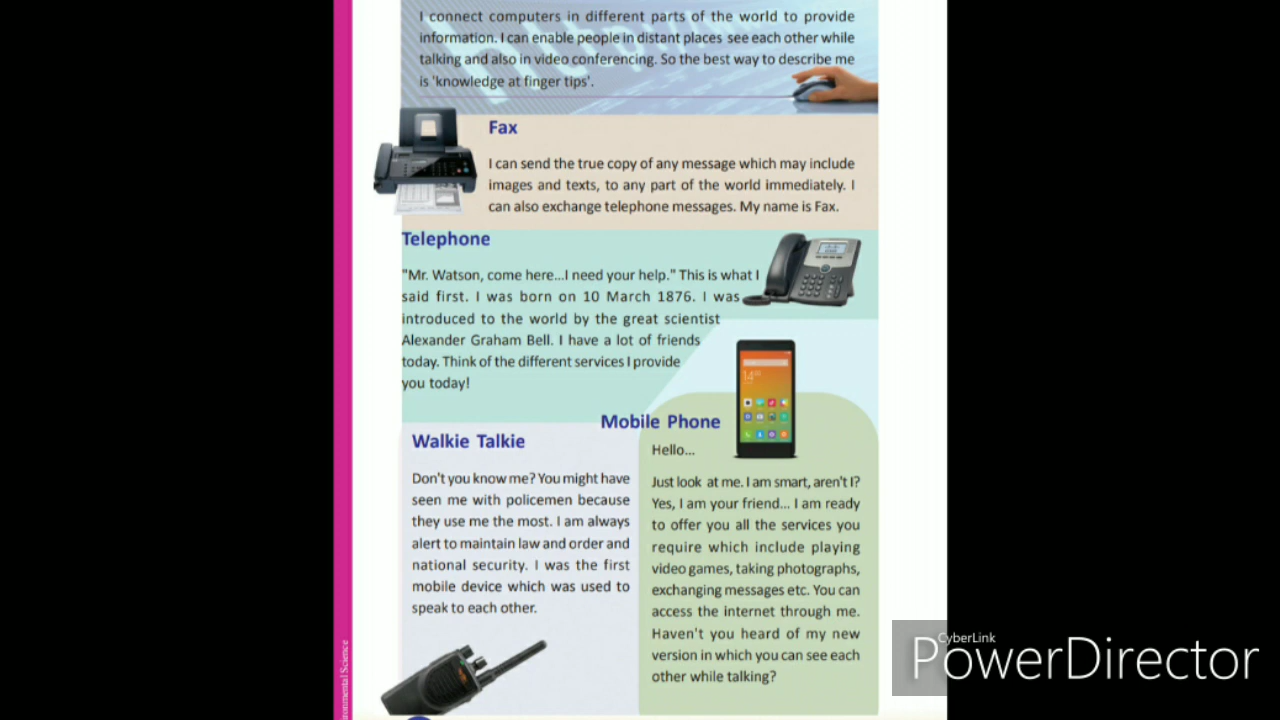 I connect computers in different parts of the world to provide
information. I can enable people in distant places see each other while
talking and also in video conferencing. So the best way to describe me
is 'knowledge at finger tips'.
Fax
I can send the true copy of any message which may include
images and texts, to any part of the world immediately. I
can also exchange telephone messages. My name is Fax.
Telephone
"Mr. Watson, come here...I need your help." This is what I
said first. I was born on 10 March 1876. I was
introduced to the world by the great scientist
Alexander Graham Bell. I have a lot of friends
today. Think of the different services I provide
you today!
Walkie Talkie
Don't you know me? You might have
seen me with policemen because
they use me the most. I am always
alert to maintain law and order and
national security. I was the first
mobile device which was used to
speak to each other.
Mobile Phone
Hello...
Just look at me. I am smart, aren't I?
Yes, I am your friend... I am ready
to offer you all the services you
require which include playing
video games, taking photographs,
exchanging messages etc. You can
access the internet through me.
Haven't you heard of my new
version in which you can see each
other while talking?
ronmental Science
CyberLink
PowerDirector